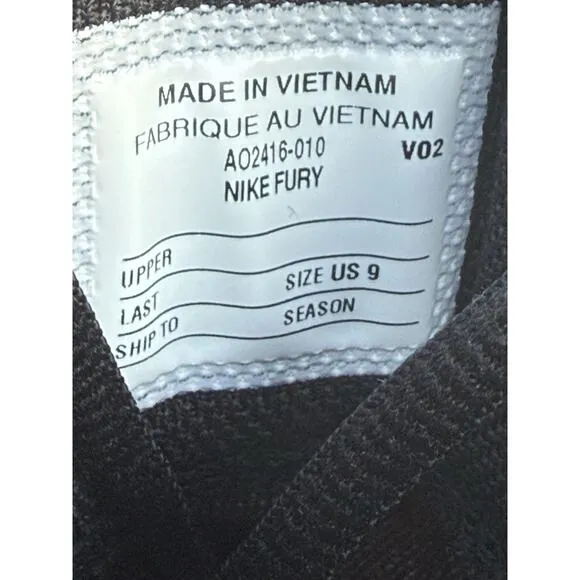 MADE IN VIETNAM
FABRIQUE AU VIETNAM
AO2416-010 V02
NIKE FURY
UPPER
LAST SIZE US 9
SHIP TO SEASON